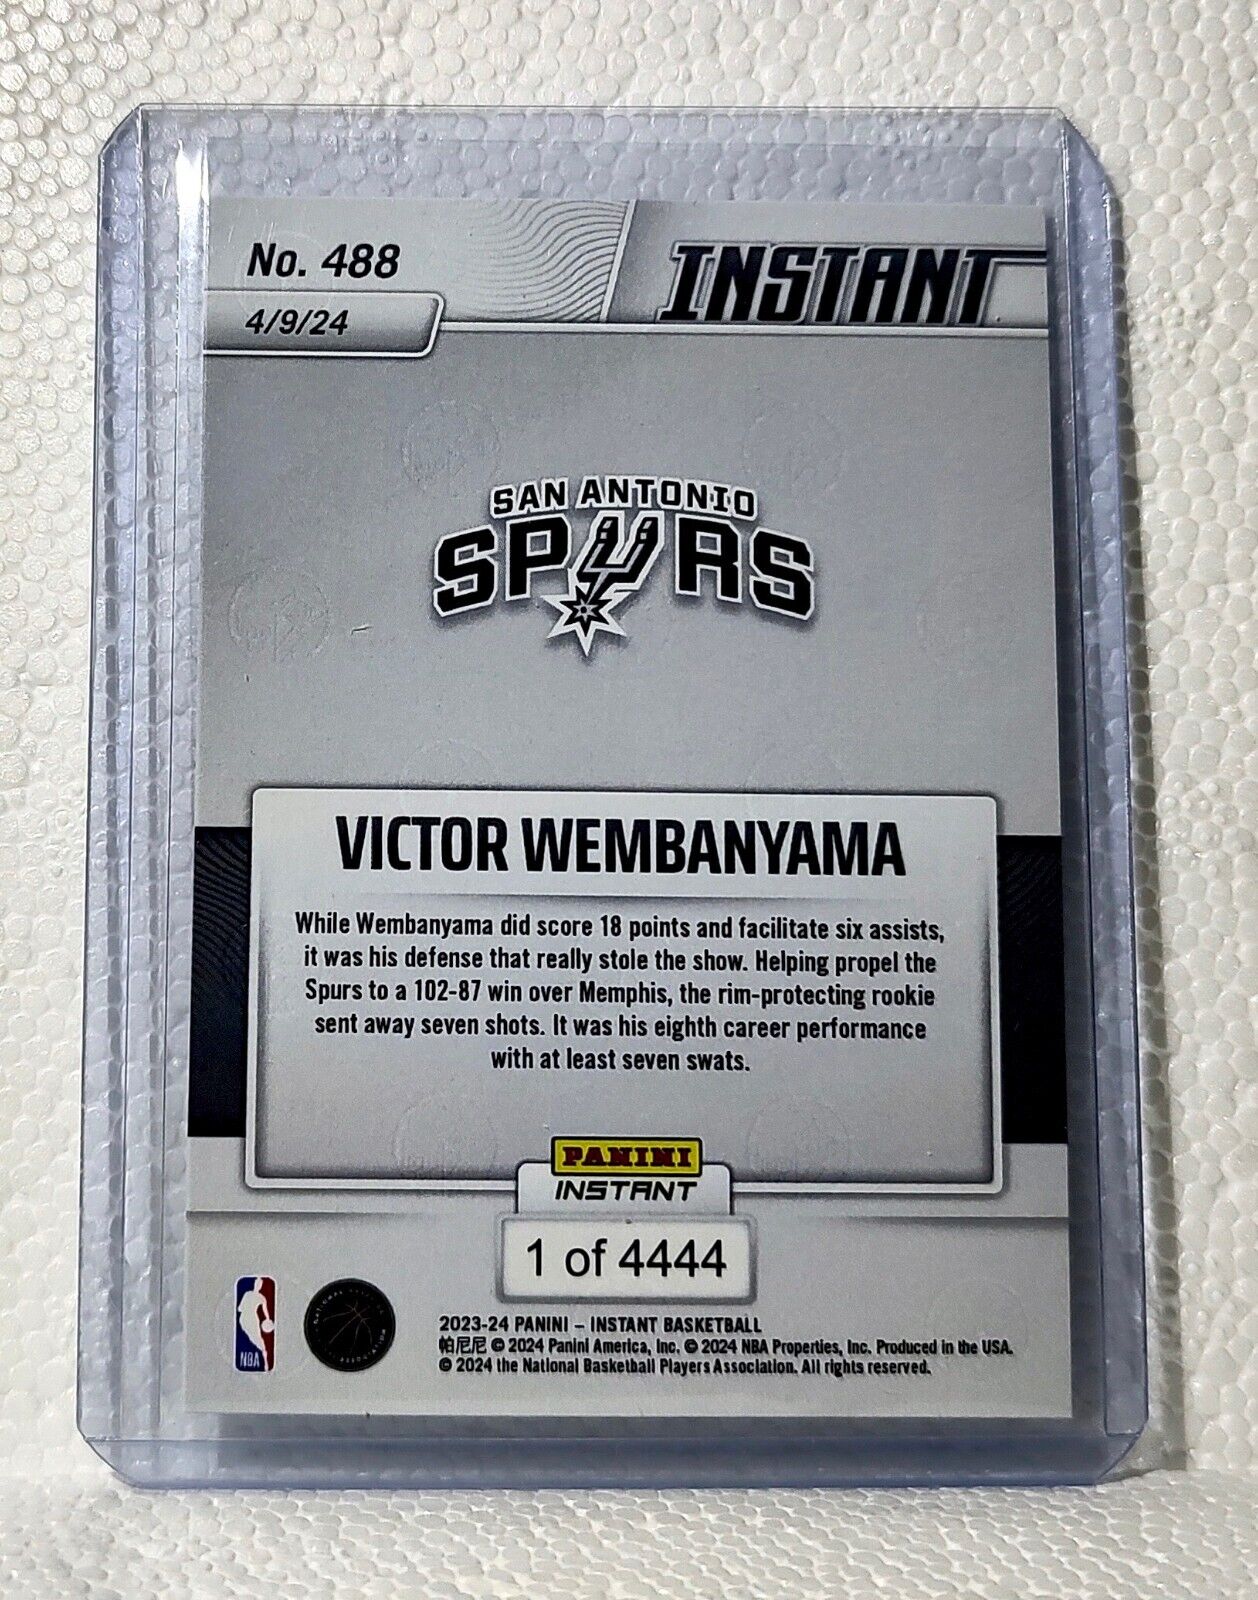 No. 488
INSTANT
4/9/24
SAN ANTONIO
SPURS
VICTOR WEMBANYAMA
While Wembanyama did score 18 points and facilitate six assists,
it was his defense that really stole the show. Helping propel the
Spurs to a 102-87 win over Memphis, the rim-protecting rookie
sent away seven shots. It was his eighth career performance
with at least seven swats.
PANINI
INSTANT
1 of 4444
NBA
NATIONAL BASKETBALL
ASSOCIATION
2023-24 PANINI – INSTANT BASKETBALL
帕尼尼 © 2024 Panini America, Inc. © 2024 NBA Properties, Inc. Produced in the USA.
© 2024 the National Basketball Players Association. All rights reserved.